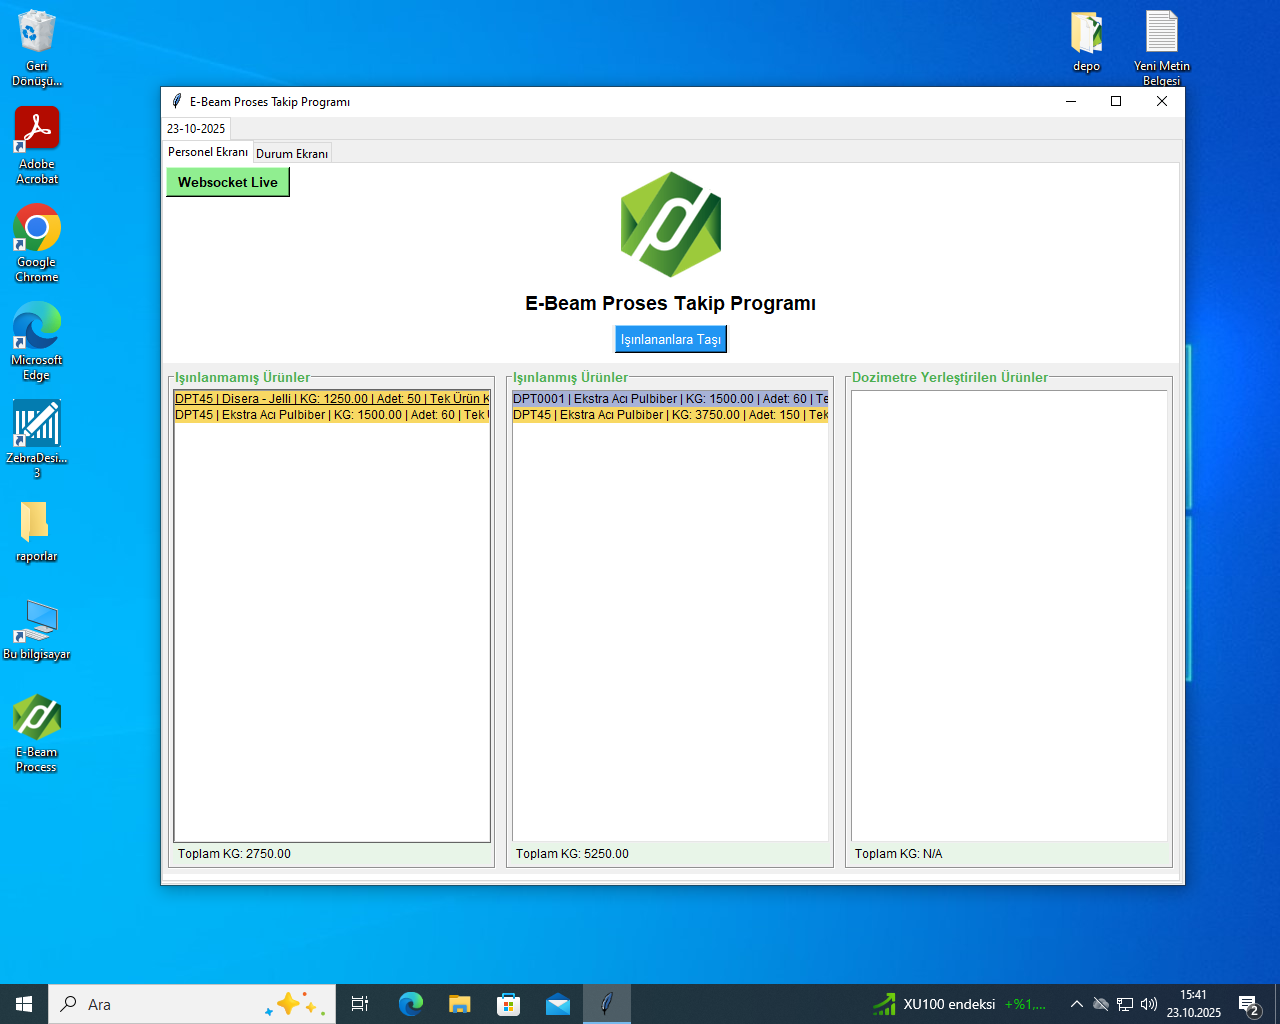 Geri
Dönüşü...
Adobe
Acrobat
Google
Chrome
Microsoft
Edge
ZebraDesi...
3
raporlar
Bu bilgisayar
E-Beam
Process
depo
Yeni Metin
Belgesi
E-Beam Proses Takip Programı
23-10-2025
Personel Ekranı
Durum Ekranı
Websocket Live
E-Beam Proses Takip Programı
Işınlananlara Taşı
Işınlanmamış Ürünler
DPT45 | Disera - Jelli | KG: 1250.00 | Adet: 50 | Tek Ürün K
DPT45 | Ekstra Acı Pulbiber | KG: 1500.00 | Adet: 60 | Tek
Toplam KG: 2750.00
Işınlanmış Ürünler
DPT0001 | Ekstra Acı Pulbiber | KG: 1500.00 | Adet: 60 | Te
DPT45 | Ekstra Acı Pulbiber | KG: 3750.00 | Adet: 150 | Tek
Toplam KG: 5250.00
Dozimetre Yerleştirilen Ürünler
Toplam KG: N/A
Ara
XU100 endeksi +%1,...
15:41
23.10.2025
2